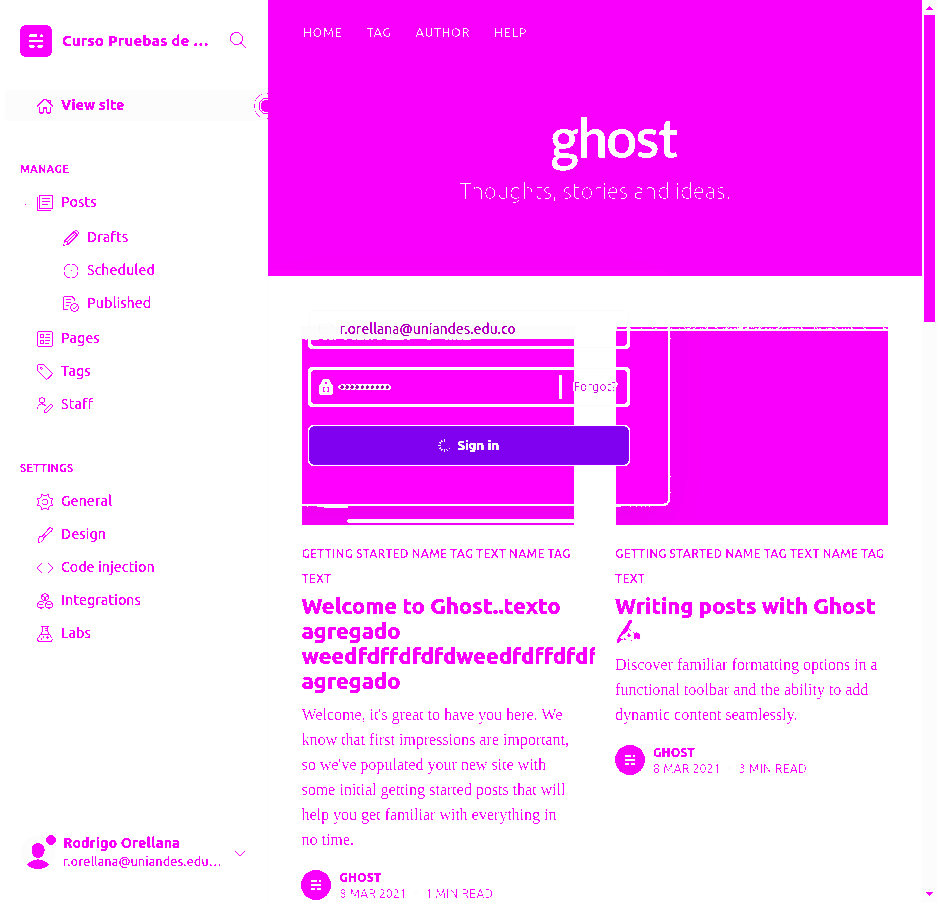 Curso Pruebas de ...
View site
MANAGE
Posts
Drafts
Scheduled
Published
Pages
Tags
Staff
SETTINGS
General
Design
Code injection
Integrations
Labs
Rodrigo Orellana
r.orellana@uniandes.edu...
HOME TAG AUTHOR HELP
ghost
Thoughts, stories and ideas.
r.orellana@uniandes.edu.co
Forgot?
Sign in
GETTING STARTED NAME TAG TEXT NAME TAG
TEXT
Welcome to Ghost..texto
agregado
weedfdffdfdfdweedfdffdfdf
agregado
Welcome, it's great to have you here. We
know that first impressions are important,
so we've populated your new site with
some initial getting started posts that will
help you get familiar with everything in
no time.
GHOST
8 MAR 2021 1 MIN READ
GETTING STARTED NAME TAG TEXT NAME TAG
TEXT
Writing posts with Ghost
Discover familiar formatting options in a
functional toolbar and the ability to add
dynamic content seamlessly.
GHOST
8 MAR 2021 3 MIN READ